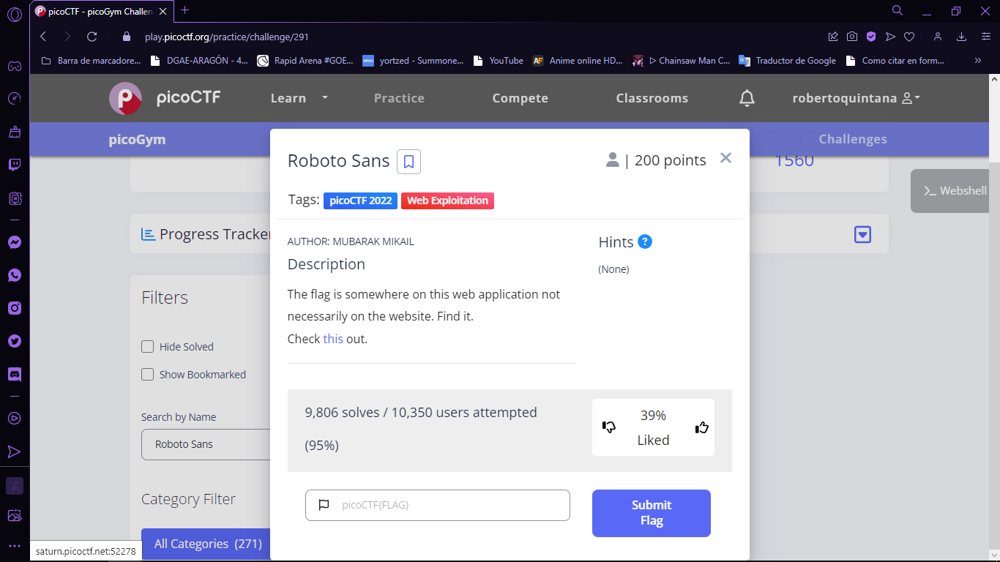 picoCTF - picoGym Challen
play.picoctf.org/practice/challenge/291
Barra de marcadore... DGAE-ARAGÓN - 4... Rapid Arena #GOE... yortzed - Summone... YouTube AF Anime online HD... ▷ Chainsaw Man C... Traductor de Google Como citar en form... »
picoCTF Learn Practice Compete Classrooms robertoquintana
picoGym Challenges
Roboto Sans | 200 points
1560
>_ Webshell
Tags: picoCTF 2022 Web Exploitation
Progress Tracker
AUTHOR: MUBARAK MIKAIL
Hints ?
Description
(None)
Filters
The flag is somewhere on this web application not
necessarily on the website. Find it.
Check this out.
Hide Solved
Show Bookmarked
Search by Name
Roboto Sans
9,806 solves / 10,350 users attempted
(95%)
39%
Liked
Category Filter
picoCTF{FLAG}
Submit
Flag
All Categories (271)
saturn.picoctf.net:52278